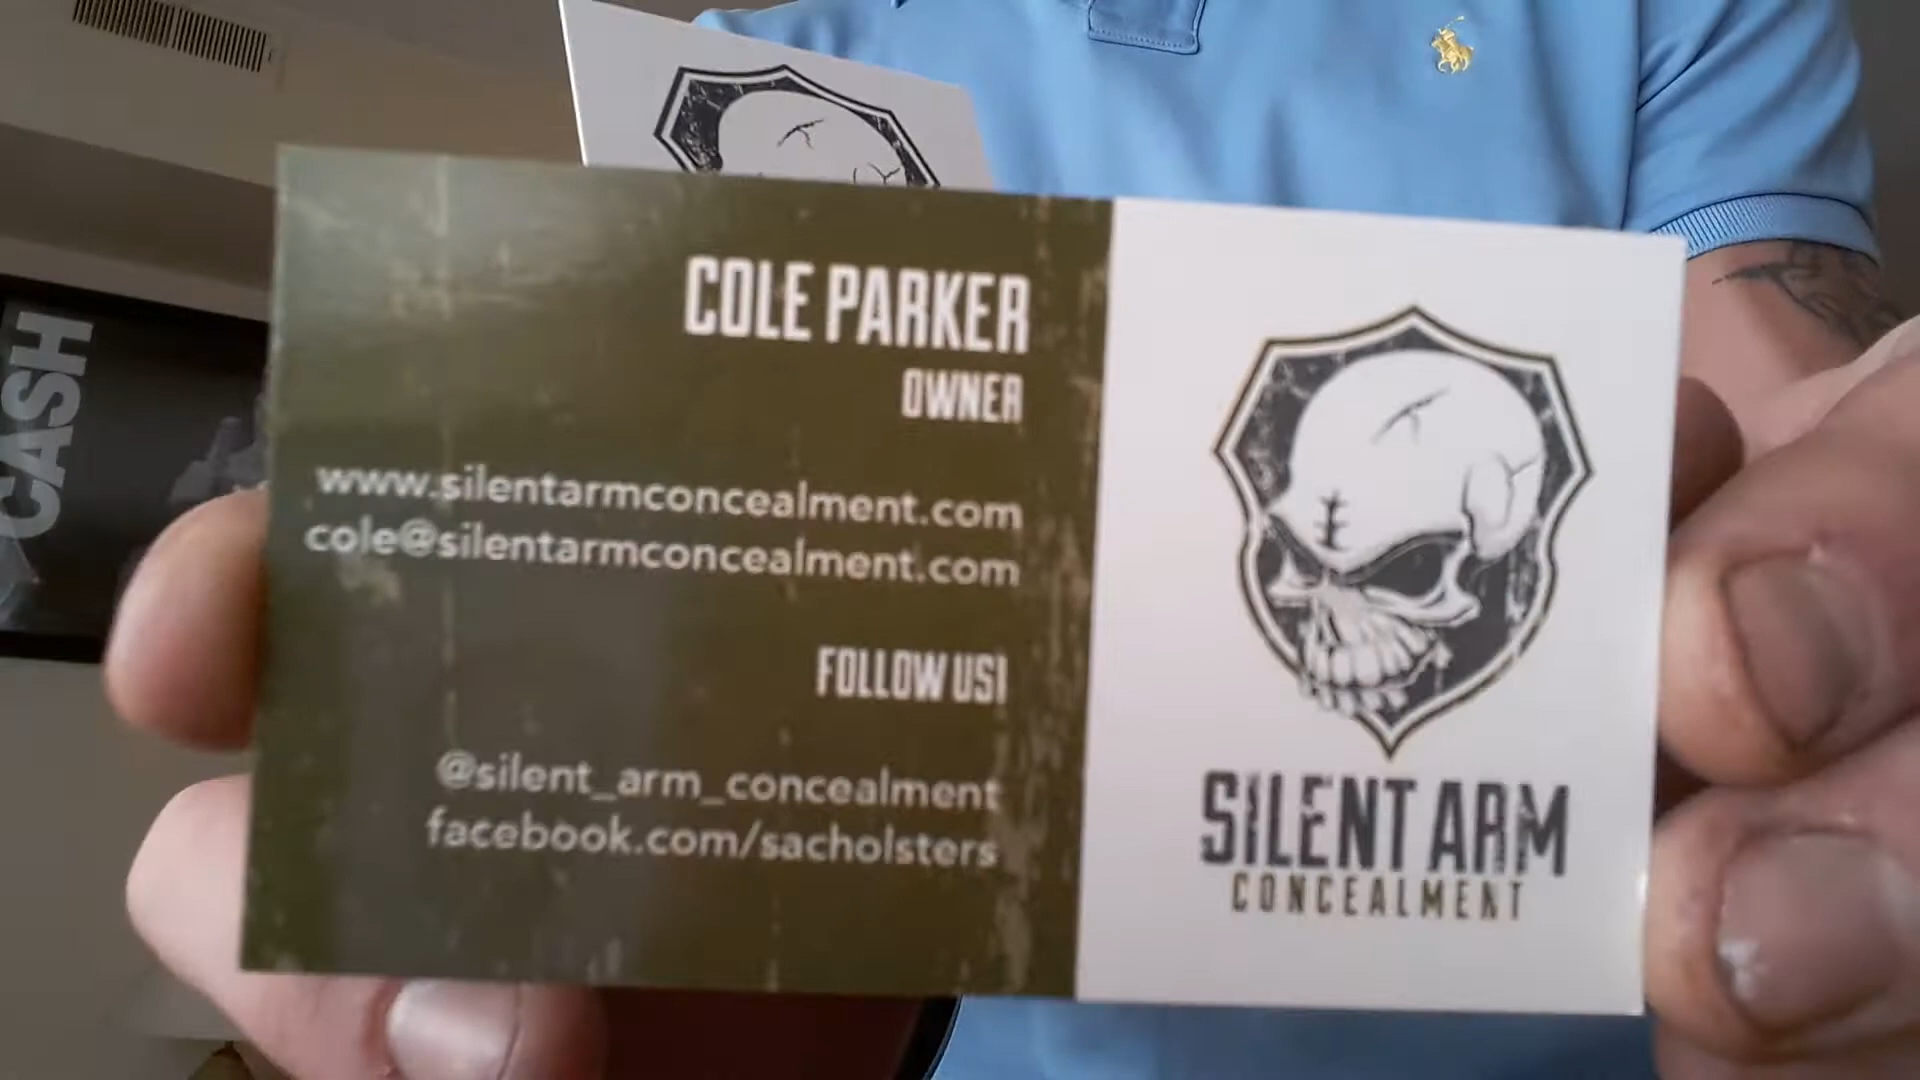 CASH
COLE PARKER
OWNER
www.silentarmconcealment.com
cole@silentarmconcealment.com
FOLLOW US!
@silent_arm_concealment
facebook.com/sacholsters
SILENT ARM
CONCEALMENT